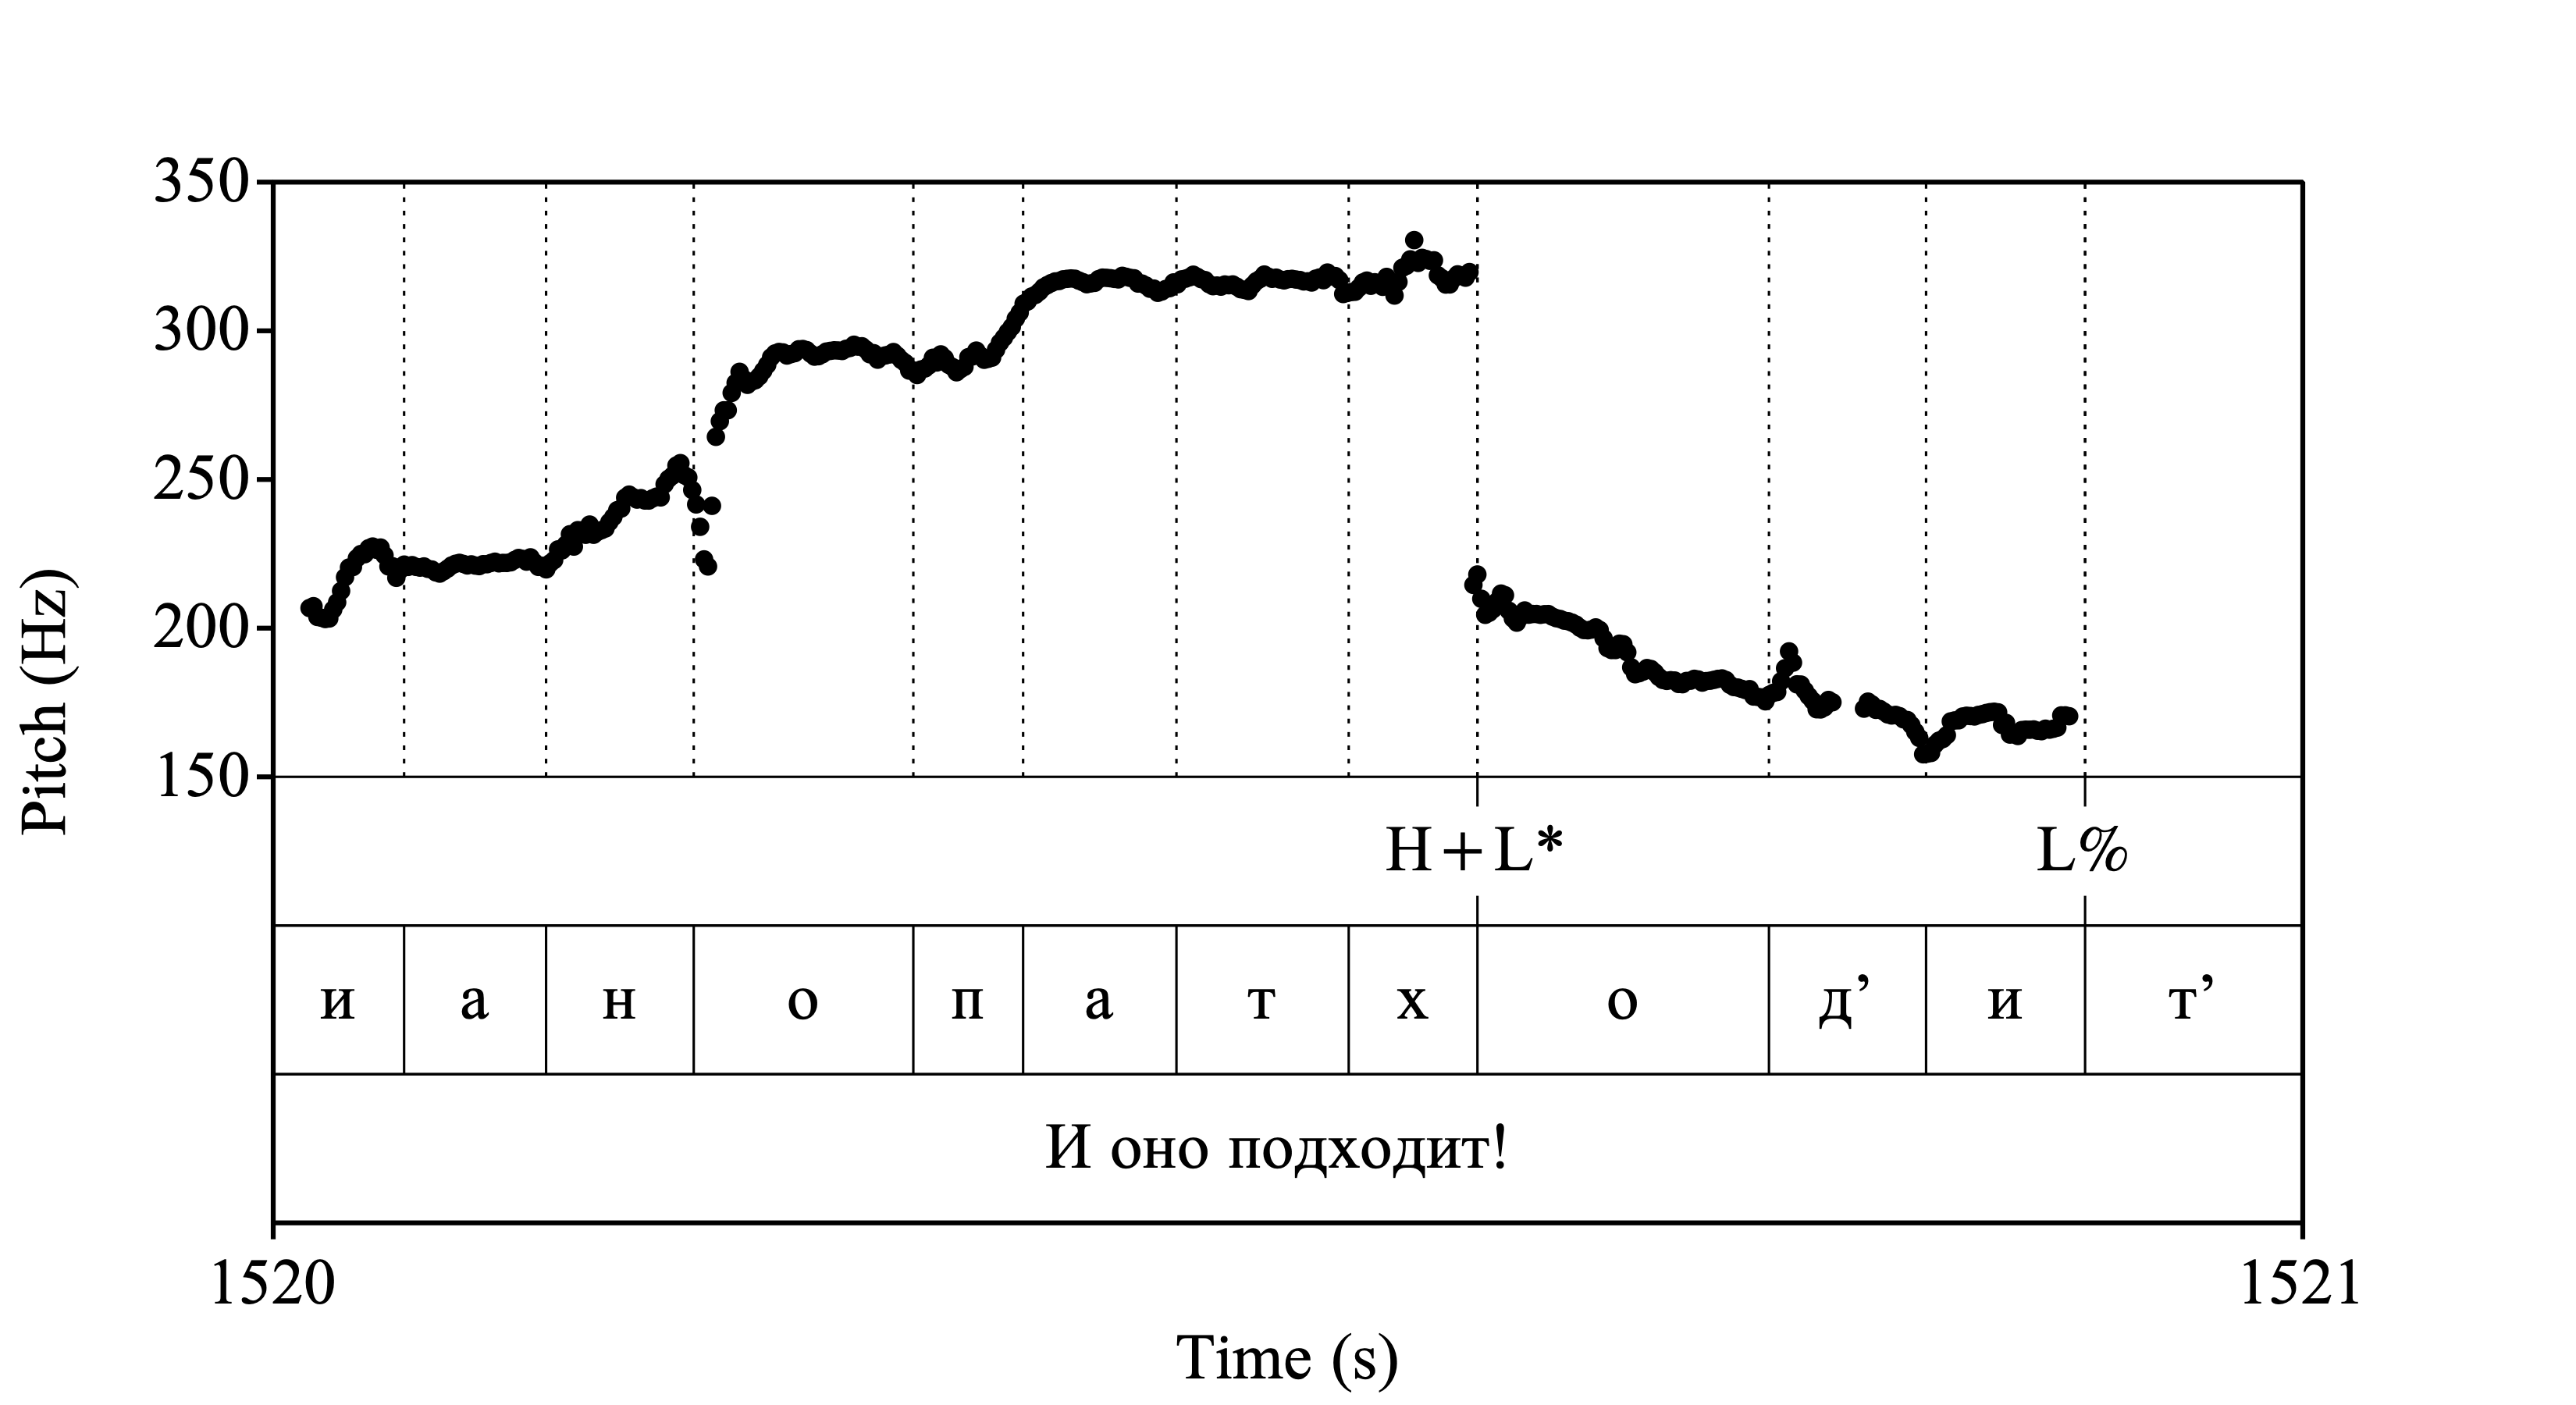 350
300
250
200
150
Pitch (Hz)
H+L* L%
и а н о п а т х о д’ и т’
И оно подходит!
1520 1521
Time (s)